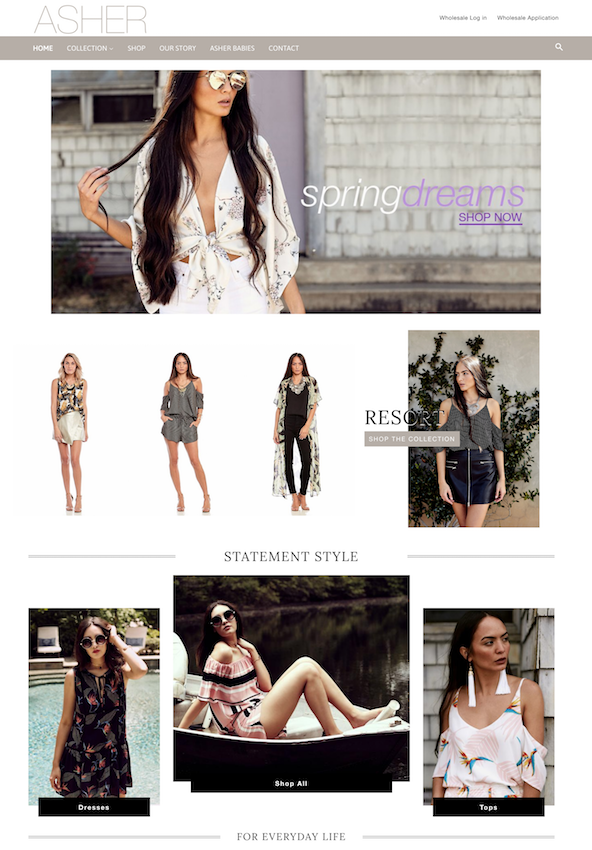 ASHER
Wholesale Log in Wholesale Application
HOME COLLECTION SHOP OUR STORY ASHER BABIES CONTACT
springdreams
SHOP NOW
RESORT
SHOP THE COLLECTION
STATEMENT STYLE
Dresses
Shop All
Tops
FOR EVERYDAY LIFE